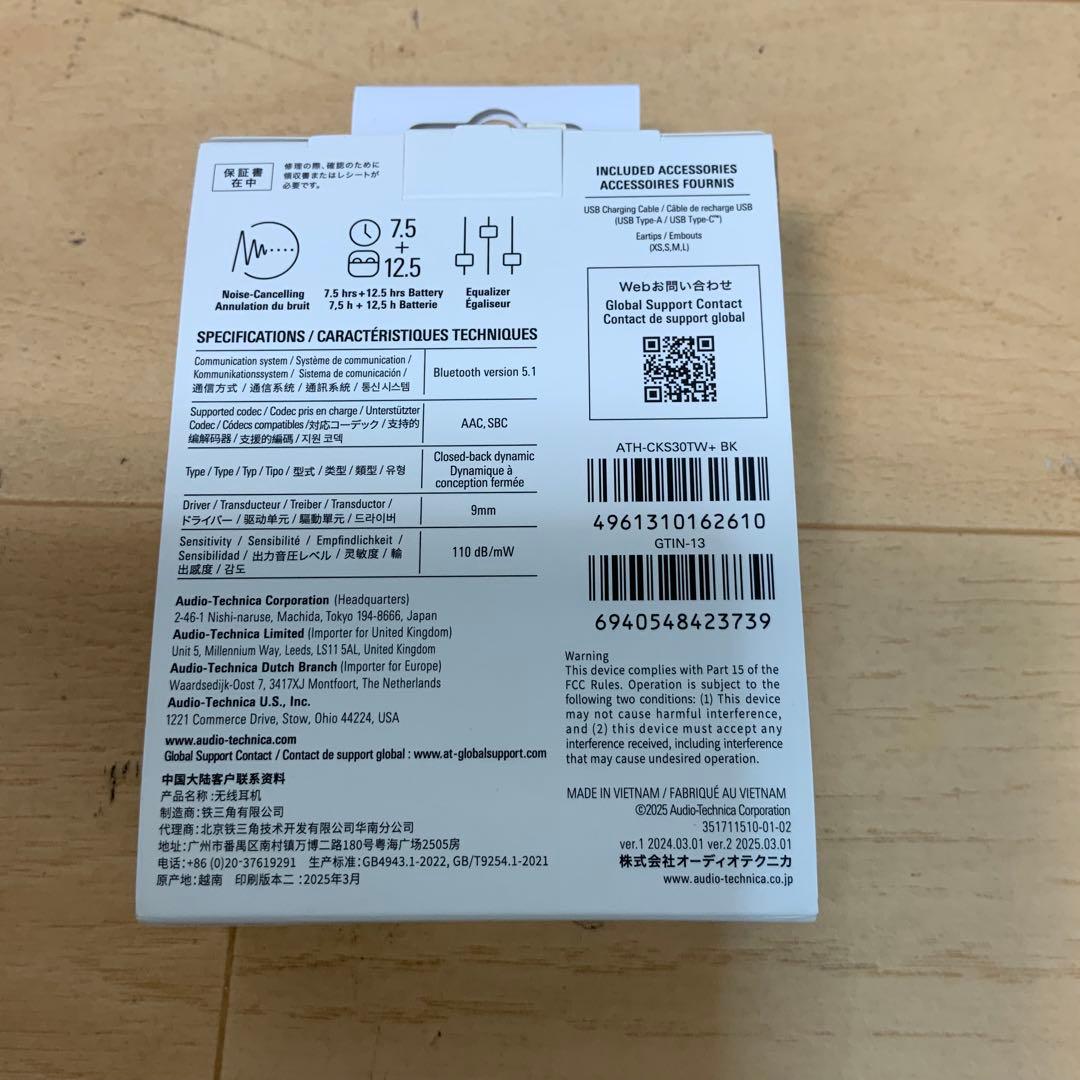 保証書
在中
修理の際、確認のために
領収書またはレシートが
必要です。
7.5
+
12.5
Noise-Cancelling
Annulation du bruit
7.5 hrs+12.5 hrs Battery
7,5 h + 12,5 h Batterie
Equalizer
Égaliseur
SPECIFICATIONS / CARACTÉRISTIQUES TECHNIQUES
Communication system / Système de communication /
Kommunikationssystem / Sistema de comunicación /
通信方式 / 通信系统 / 通訊系統 / 통신 시스템
Bluetooth version 5.1
Supported codec / Codec pris en charge / Unterstützter
Codec / Códecs compatibles /対応コーデック / 支持的
编解码器 / 支援的編碼 / 지원 코덱
AAC, SBC
Type / Type / Typ / Tipo / 型式 / 类型 / 類型 / 유형
Closed-back dynamic
Dynamique à
conception fermée
Driver / Transducteur / Treiber / Transductor /
ドライバー / 驱动单元 / 驅動單元 / 드라이버
9mm
Sensitivity / Sensibilité / Empfindlichkeit /
Sensibilidad / 出力音圧レベル / 灵敏度 / 輸
出感度 / 감도
110 dB/mW
Audio-Technica Corporation (Headquarters)
2-46-1 Nishi-naruse, Machida, Tokyo 194-8666, Japan
Audio-Technica Limited (Importer for United Kingdom)
Unit 5, Millennium Way, Leeds, LS11 5AL, United Kingdom
Audio-Technica Dutch Branch (Importer for Europe)
Waardsedijk-Oost 7, 3417XJ Montfoort, The Netherlands
Audio-Technica U.S., Inc.
1221 Commerce Drive, Stow, Ohio 44224, USA
www.audio-technica.com
Global Support Contact / Contact de support global : www.at-globalsupport.com
中国大陆客户联系资料
产品名称:无线耳机
制造商:铁三角有限公司
代理商:北京铁三角技术开发有限公司华南分公司
地址:广州市番禺区南村镇万博二路180号粤海广场2505房
电话:+86 (0)20-37619291 生产标准:GB4943.1-2022, GB/T9254.1-2021
原产地:越南 印刷版本二:2025年3月
INCLUDED ACCESSORIES
ACCESSOIRES FOURNIS
USB Charging Cable / Câble de recharge USB
(USB Type-A / USB Type-C™)
Eartips / Embouts
(XS,S,M,L)
Webお問い合わせ
Global Support Contact
Contact de support global
ATH-CKS30TW+ BK
4961310162610
GTIN-13
6940548423739
Warning
This device complies with Part 15 of the
FCC Rules. Operation is subject to the
following two conditions: (1) This device
may not cause harmful interference,
and (2) this device must accept any
interference received, including interference
that may cause undesired operation.
MADE IN VIETNAM / FABRIQUÉ AU VIETNAM
©2025 Audio-Technica Corporation
351711510-01-02
ver.1 2024.03.01 ver.2 2025.03.01
株式会社オーディオテクニカ
www.audio-technica.co.jp